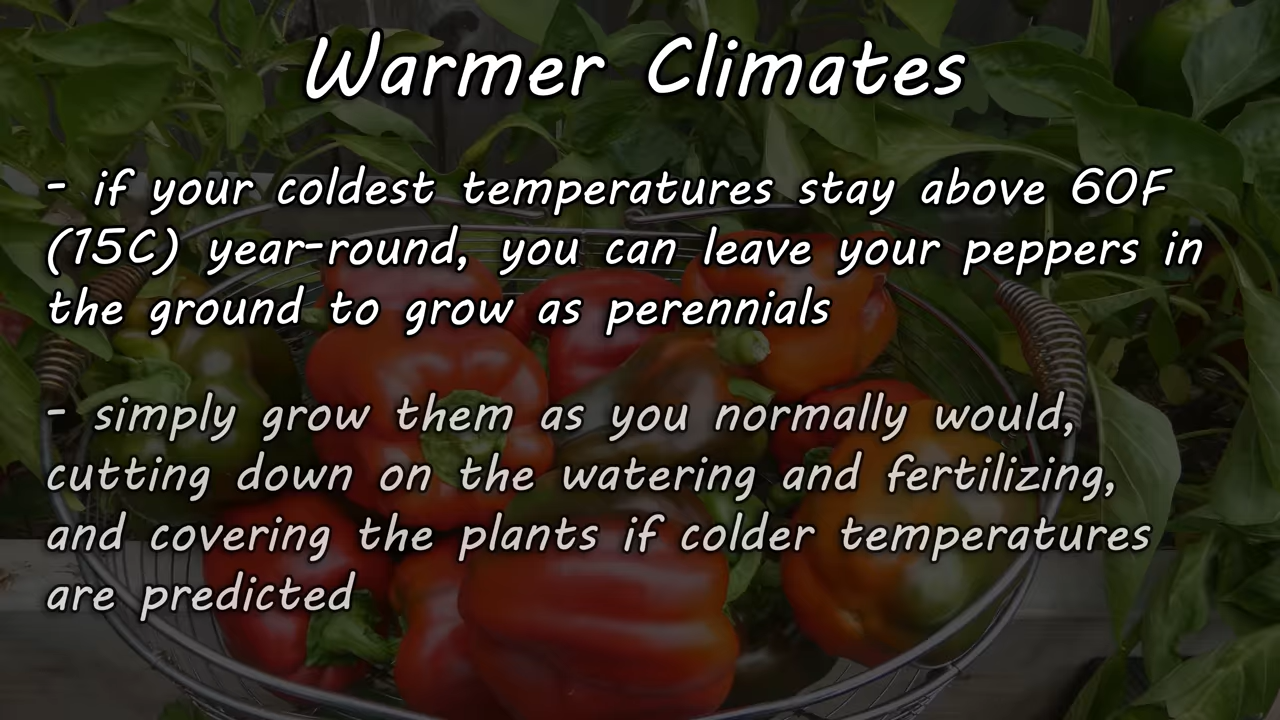 Warmer Climates
- if your coldest temperatures stay above 60F
(15C) year-round, you can leave your peppers in
the ground to grow as perennials
- simply grow them as you normally would,
cutting down on the watering and fertilizing,
and covering the plants if colder temperatures
are predicted